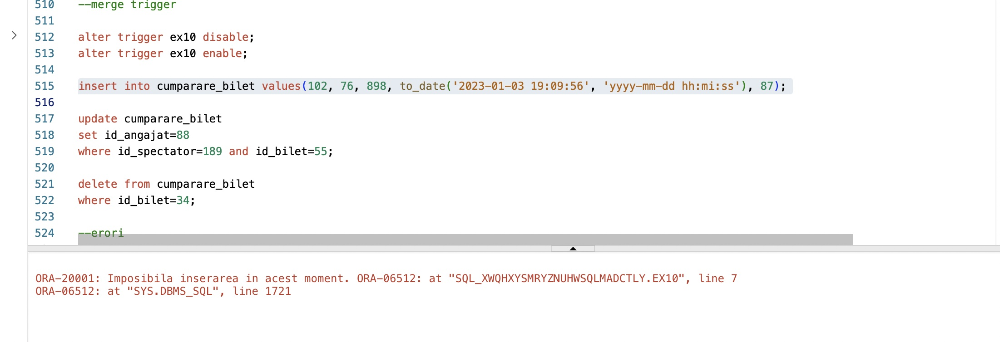 510 --merge trigger
511
512 alter trigger ex10 disable;
513 alter trigger ex10 enable;
514
515 insert into cumparare_bilet values(102, 76, 898, to_date('2023-01-03 19:09:56', 'yyyy-mm-dd hh:mi:ss'), 87);
516
517 update cumparare_bilet
518 set id_angajat=88
519 where id_spectator=189 and id_bilet=55;
520
521 delete from cumparare_bilet
522 where id_bilet=34;
523
524 --erori
ORA-20001: Imposibila inserarea in acest moment. ORA-06512: at "SQL_XWQHXYSMRYZNUHWSQLMADCTLY.EX10", line 7
ORA-06512: at "SYS.DBMS_SQL", line 1721